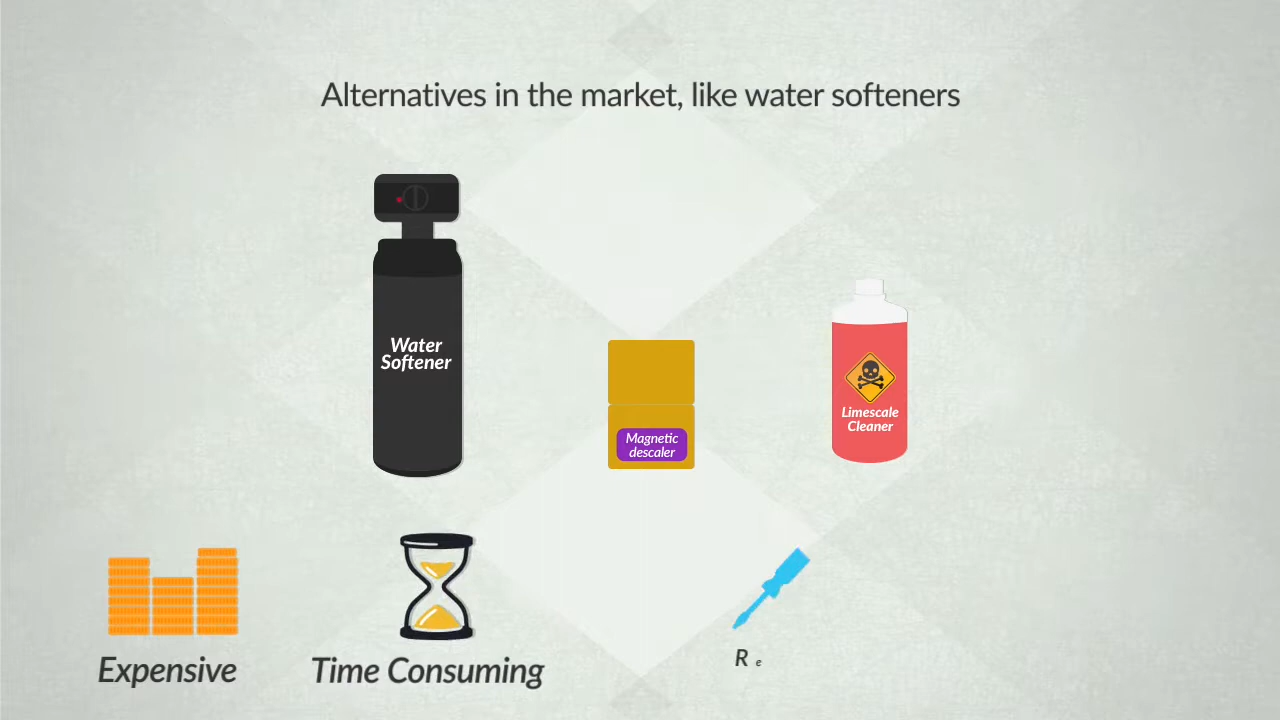 Alternatives in the market, like water softeners
Water
Softener
Magnetic
descaler
Limescale
Cleaner
Expensive
Time Consuming
R e